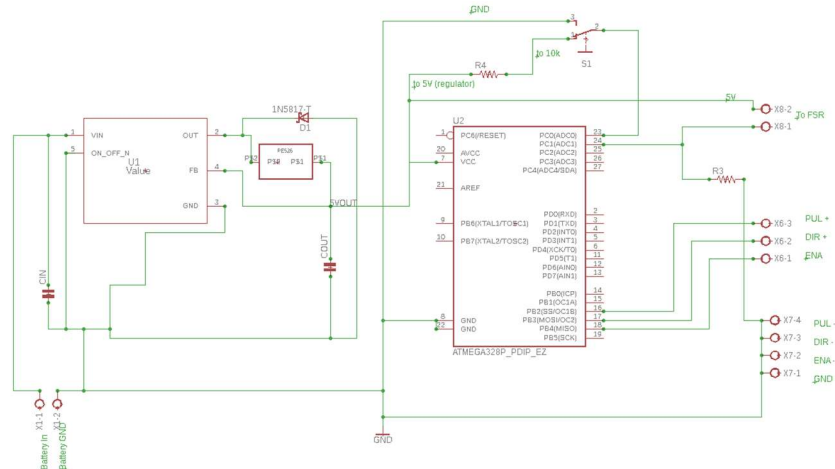 GND
3
2
1
S1
to 10k
R4
to 5V (regulator)
5V
X8-2
To FSR
X8-1
1N5817-T
D1
1
VIN
OUT
2
5
ON_OFF_N
U1
Value
FB
4
GND
3
PE526
P$2
P$2
P$1
P$1
5VOUT
CIN
COUT
U2
1
PC6(/RESET)
PC0(ADC0)
23
PC1(ADC1)
24
20
AVCC
PC2(ADC2)
25
7
VCC
PC3(ADC3)
26
PC4(ADC4/SDA)
27
21
AREF
R3
PD0(RXD)
2
9
PB6(XTAL1/TOSC1)
PD1(TXD)
3
PD2(INT0)
4
10
PB7(XTAL2/TOSC2)
PD3(INT1)
5
PD4(XCK/T0)
6
PD5(T1)
11
PD6(AIN0)
12
PD7(AIN1)
13
X6-3
PUL +
X6-2
DIR +
X6-1
ENA
PB0(ICP)
14
PB1(OC1A)
15
PB2(SS/OC1B)
16
8
GND
PB3(MOSI/OC2)
17
22
GND
PB4(MISO)
18
PB5(SCK)
19
ATMEGA328P_PDIP_EZ
X7-4
PUL -
X7-3
DIR -
X7-2
ENA -
X7-1
GND
X1-1
X1-2
Battery In
Battery GND
GND